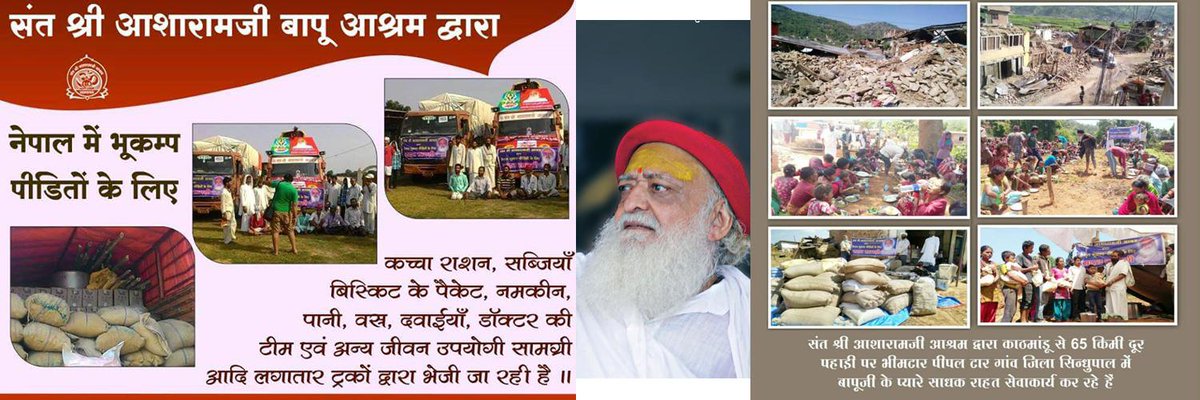 संत श्री आशारामजी बापू आश्रम द्वारा
नेपाल में भूकम्प
पीडितों के लिए
कच्चा राशन, सब्जियाँ
बिस्किट के पैकेट, नमकीन,
पानी, वस्त्र, दवाईयाँ, डॉक्टर की
टीम एवं अन्य जीवन उपयोगी सामग्री
आदि लगातार ट्रकों द्वारा भेजी जा रही है ॥
संत श्री आशारामजी आश्रम द्वारा काठमांडू से 65 किमी दूर
पहाड़ी पर भीमटार पीपल टार गांव जिला सिन्धुपाल में
बापूजी के प्यारे साधक राहत सेवाकार्य कर रहे हैं